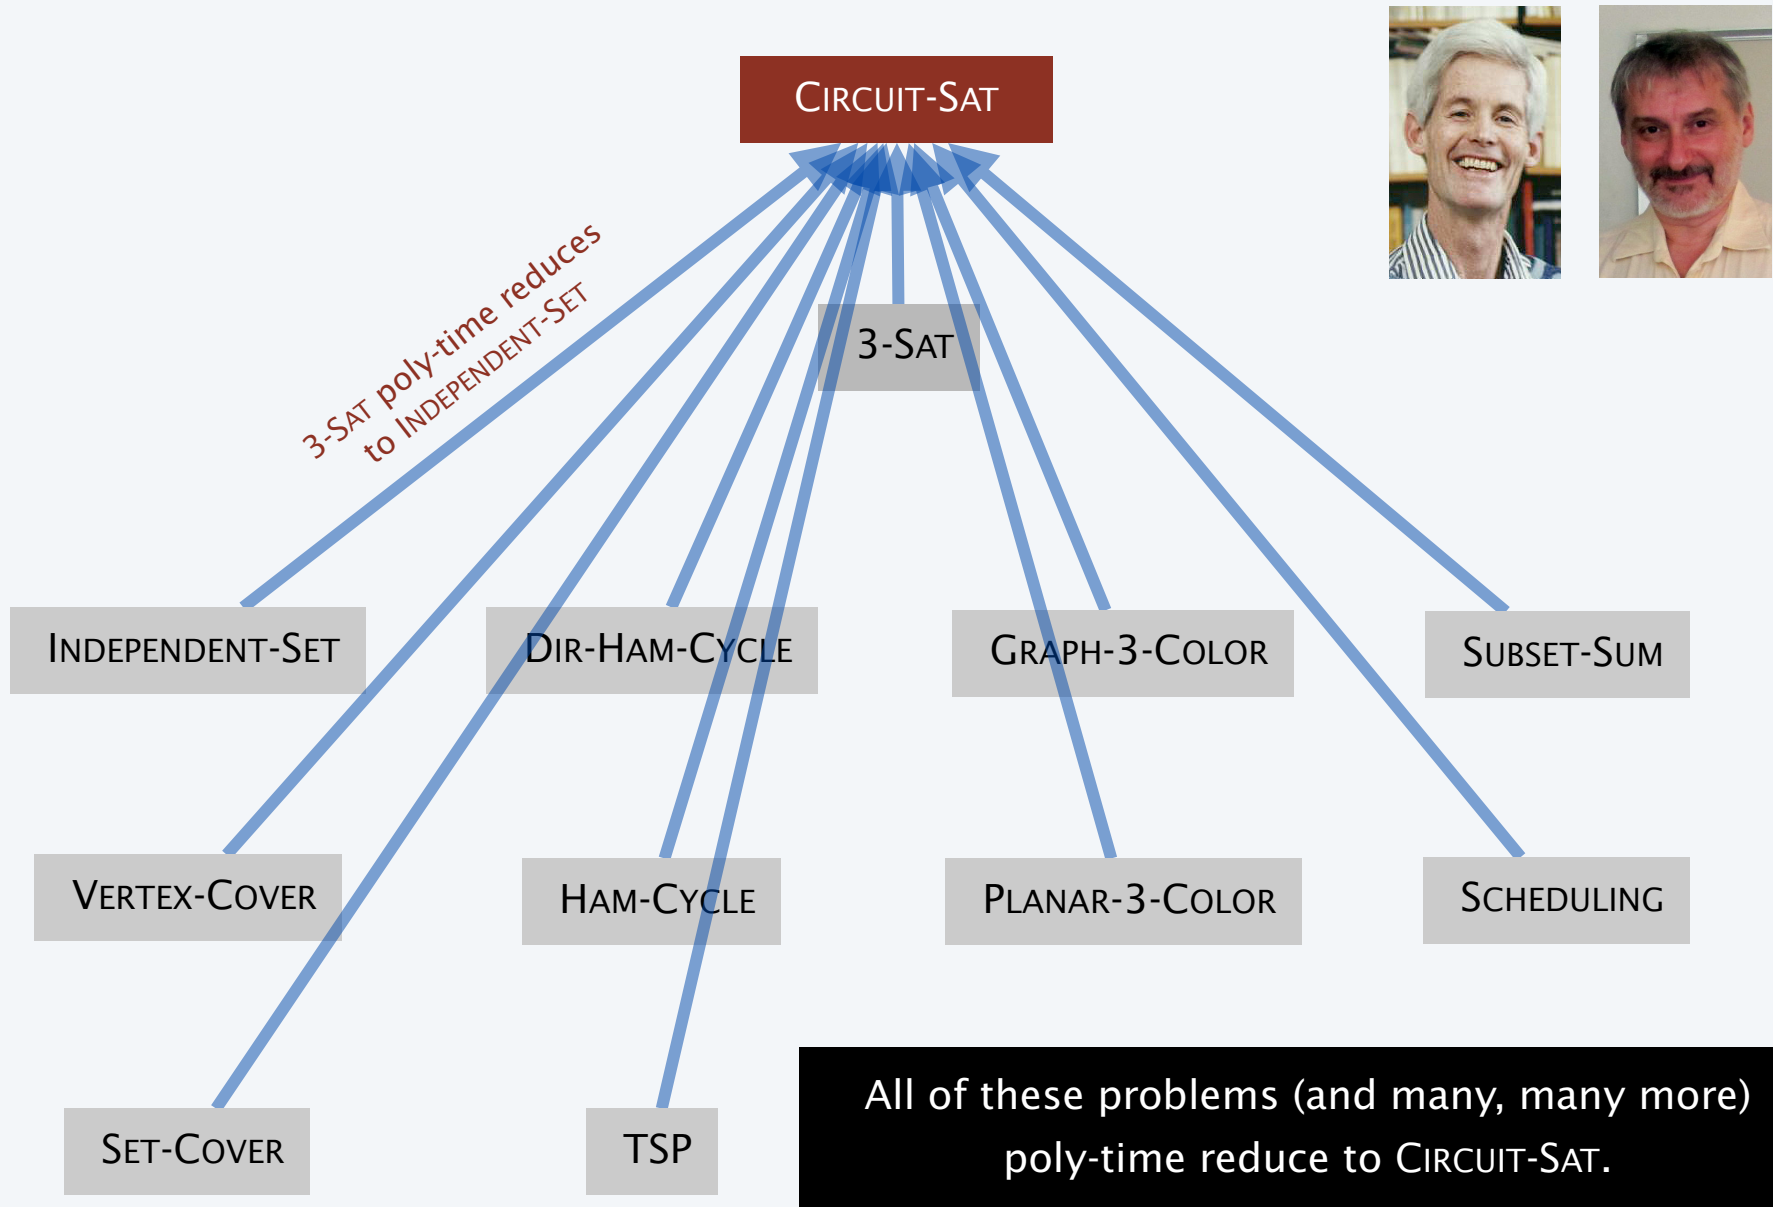 CIRCUIT-SAT
3-SAT poly-time reduces
to INDEPENDENT-SET
3-SAT
INDEPENDENT-SET
DIR-HAM-CYCLE
GRAPH-3-COLOR
SUBSET-SUM
VERTEX-COVER
HAM-CYCLE
PLANAR-3-COLOR
SCHEDULING
SET-COVER
TSP
All of these problems (and many, many more)
poly-time reduce to CIRCUIT-SAT.